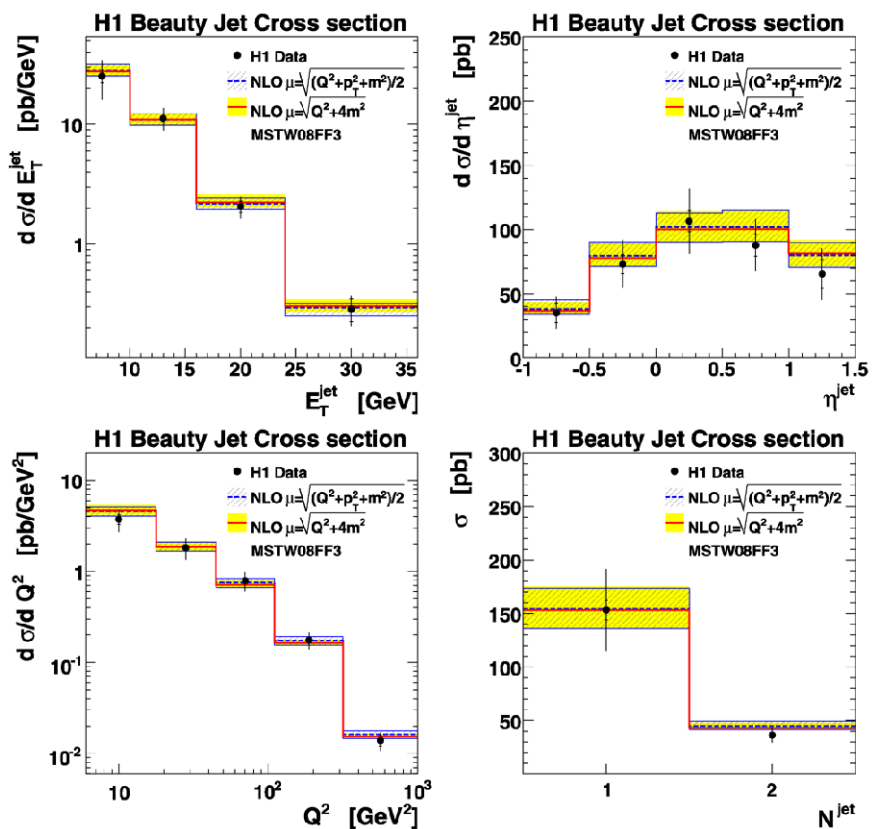 H1 Beauty Jet Cross section
d σ/d E_T^jet [pb/GeV]
H1 Data
NLO μ=√(Q²+p_T²+m²)/2
NLO μ=√Q²+4m²
MSTW08FF3
10
1
10 15 20 25 30 35
E_T^jet [GeV]
H1 Beauty Jet Cross section
d σ/d η^jet [pb]
H1 Data
NLO μ=√(Q²+p_T²+m²)/2
NLO μ=√Q²+4m²
MSTW08FF3
250
200
150
100
50
0
-1 -0.5 0 0.5 1 1.5
η^jet
H1 Beauty Jet Cross section
d σ/d Q² [pb/GeV²]
H1 Data
NLO μ=√(Q²+p_T²+m²)/2
NLO μ=√Q²+4m²
MSTW08FF3
10
1
10⁻¹
10⁻²
10 10² 10³
Q² [GeV²]
H1 Beauty Jet Cross section
σ [pb]
H1 Data
NLO μ=√(Q²+p_T²+m²)/2
NLO μ=√Q²+4m²
MSTW08FF3
300
250
200
150
100
50
1 2
N^jet